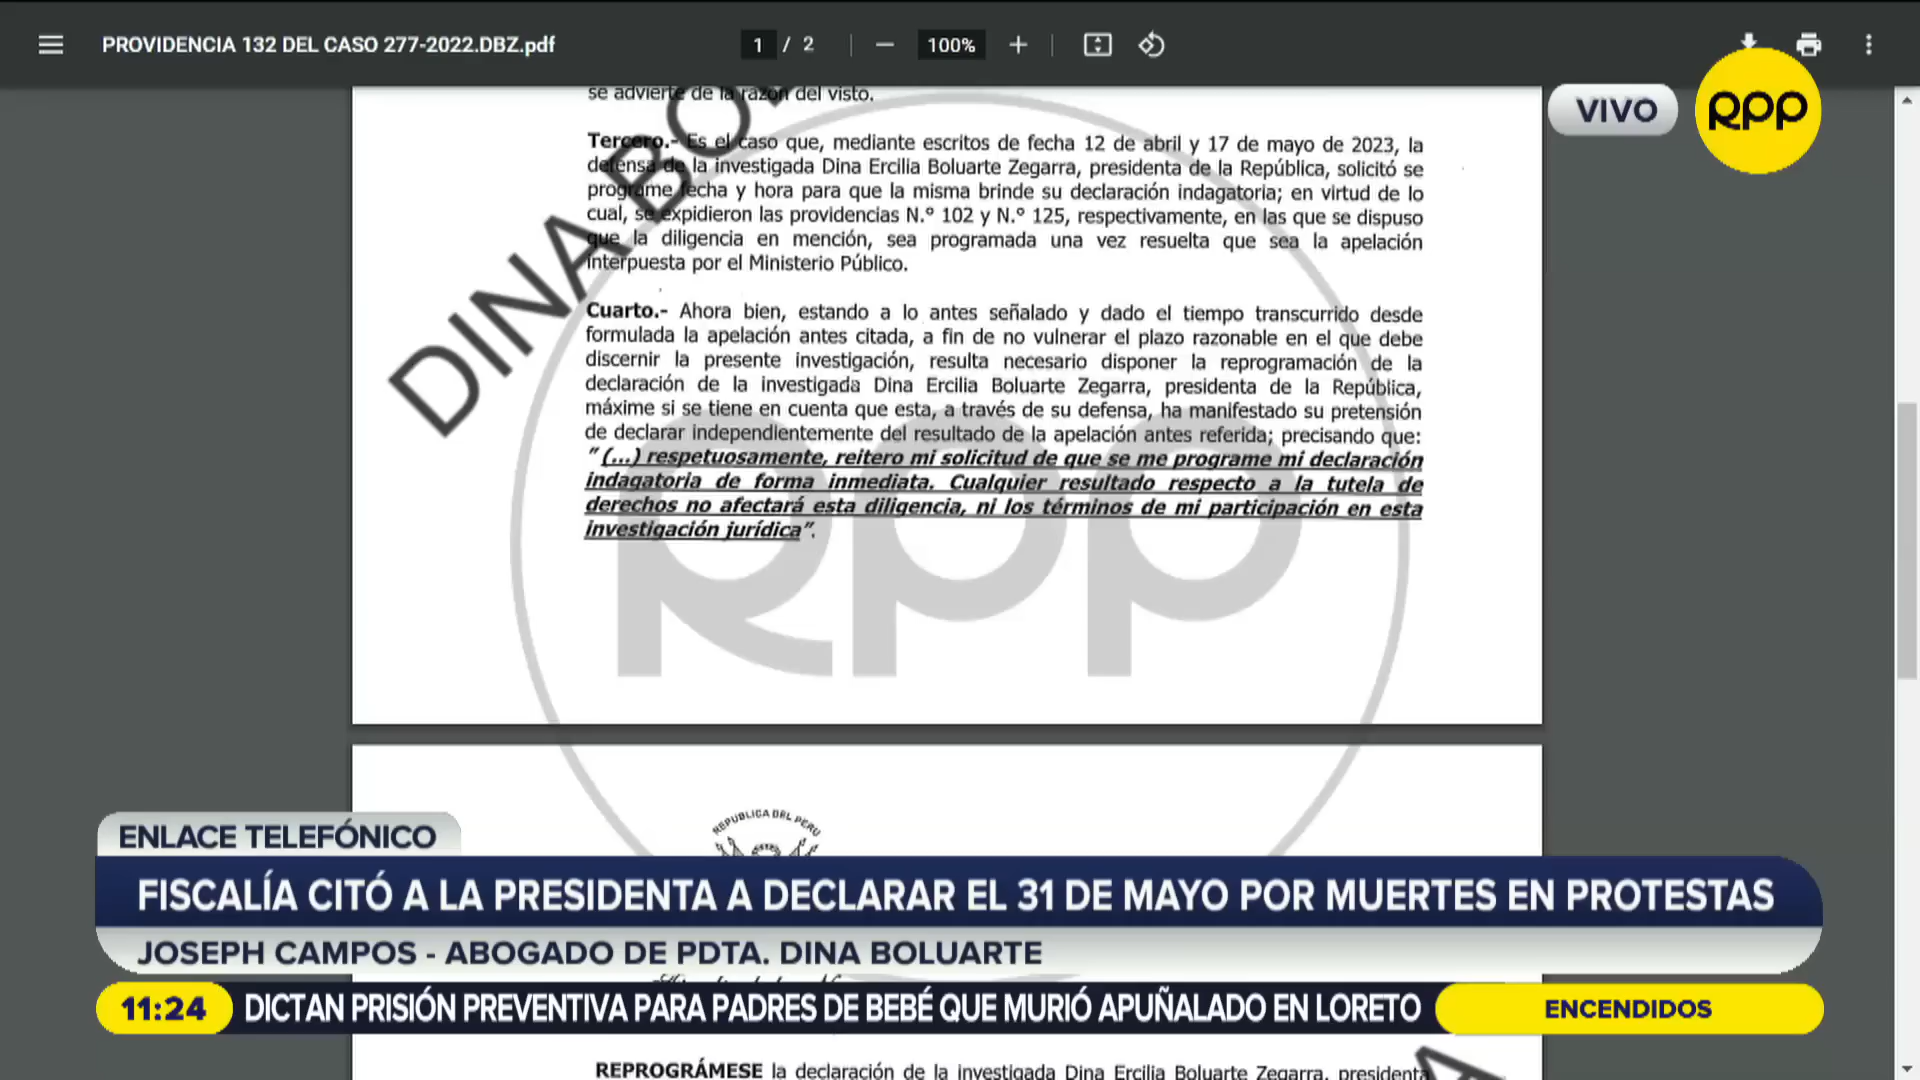 PROVIDENCIA 132 DEL CASO 277-2022.DBZ.pdf
1 / 2
100%
VIVO
rpp
se advierte de la razón del visto.
DINA BOL
Tercero.- Es el caso que, mediante escritos de fecha 12 de abril y 17 de mayo de 2023, la
defensa de la investigada Dina Ercilia Boluarte Zegarra, presidenta de la República, solicitó se
programe fecha y hora para que la misma brinde su declaración indagatoria; en virtud de lo
cual, se expidieron las providencias N.° 102 y N.° 125, respectivamente, en las que se dispuso
que la diligencia en mención, sea programada una vez resuelta que sea la apelación
interpuesta por el Ministerio Público.
Cuarto.- Ahora bien, estando a lo antes señalado y dado el tiempo transcurrido desde
formulada la apelación antes citada, a fin de no vulnerar el plazo razonable en el que debe
discernir la presente investigación, resulta necesario disponer la reprogramación de la
declaración de la investigada Dina Ercilia Boluarte Zegarra, presidenta de la República,
máxime si se tiene en cuenta que esta, a través de su defensa, ha manifestado su pretensión
de declarar independientemente del resultado de la apelación antes referida; precisando que:
"(...) respetuosamente, reitero mi solicitud de que se me programe mi declaración
indagatoria de forma inmediata. Cualquier resultado respecto a la tutela de
derechos no afectará esta diligencia, ni los términos de mi participación en esta
investigación jurídica".
rpp
REPUBLICA DEL PERU
ENLACE TELEFÓNICO
FISCALÍA CITÓ A LA PRESIDENTA A DECLARAR EL 31 DE MAYO POR MUERTES EN PROTESTAS
JOSEPH CAMPOS - ABOGADO DE PDTA. DINA BOLUARTE
11:24
DICTAN PRISIÓN PREVENTIVA PARA PADRES DE BEBÉ QUE MURIÓ APUÑALADO EN LORETO
ENCENDIDOS
REPROGRÁMESE la declaración de la investigada Dina Ercilia Boluarte Zegarra, presidenta